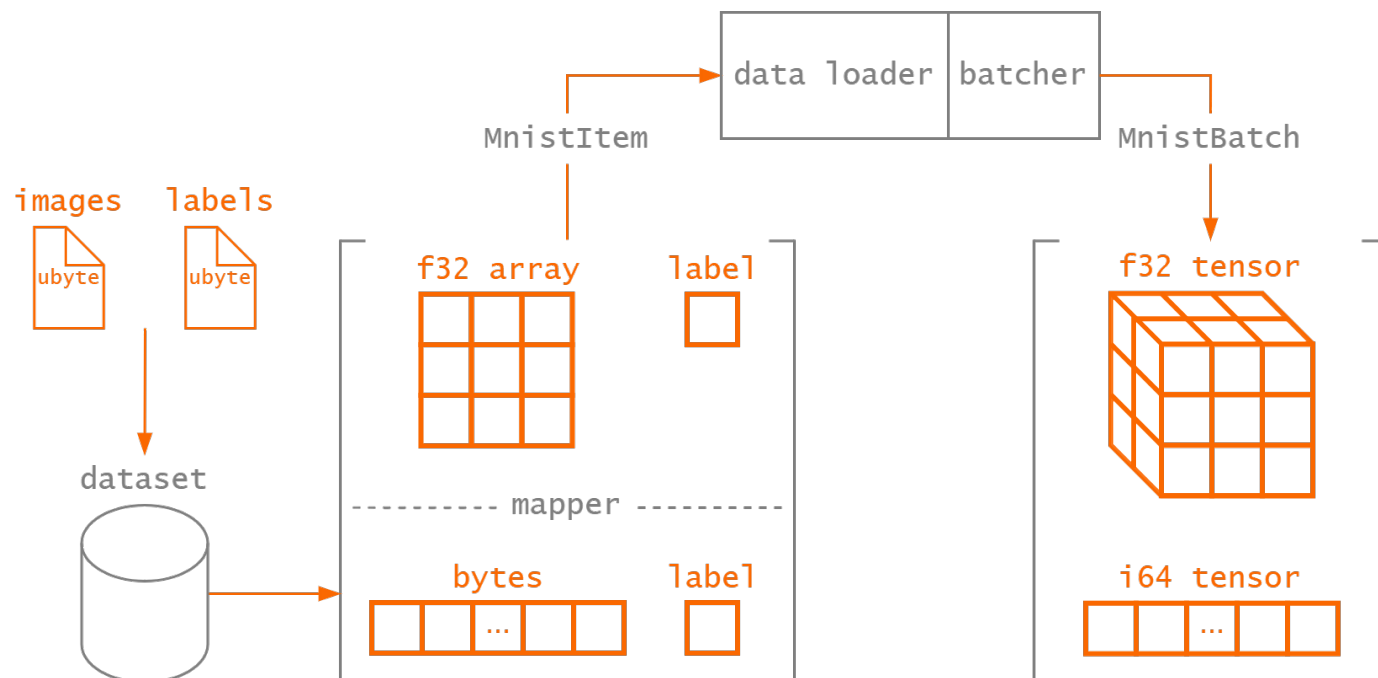 data loader
batcher
MnistItem
MnistBatch
images
labels
ubyte
ubyte
f32 array
label
f32 tensor
dataset
---------- mapper ----------
bytes
label
i64 tensor
...
...